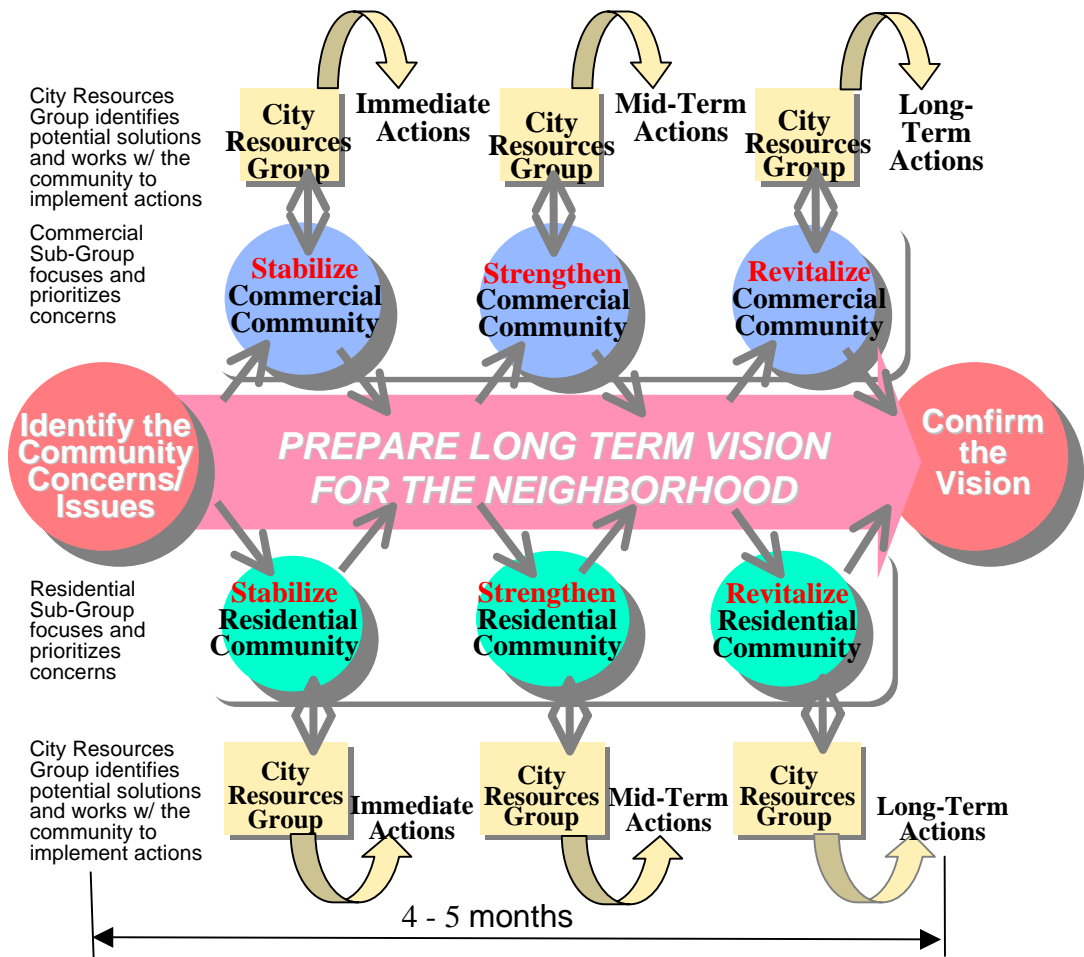 City Resources
Group identifies
potential solutions
and works w/ the
community to
implement actions
City
Resources
Group
Immediate
Actions
City
Resources
Group
Mid-Term
Actions
City
Resources
Group
Long-
Term
Actions
Commercial
Sub-Group
focuses and
prioritizes
concerns
Stabilize
Commercial
Community
Strengthen
Commercial
Community
Revitalize
Commercial
Community
Identify the
Community
Concerns/
Issues
PREPARE LONG TERM VISION
FOR THE NEIGHBORHOOD
Confirm
the
Vision
Residential
Sub-Group
focuses and
prioritizes
concerns
Stabilize
Residential
Community
Strengthen
Residential
Community
Revitalize
Residential
Community
City Resources
Group identifies
potential solutions
and works w/ the
community to
implement actions
City
Resources
Group
Immediate
Actions
City
Resources
Group
Mid-Term
Actions
City
Resources
Group
Long-Term
Actions
4 - 5 months